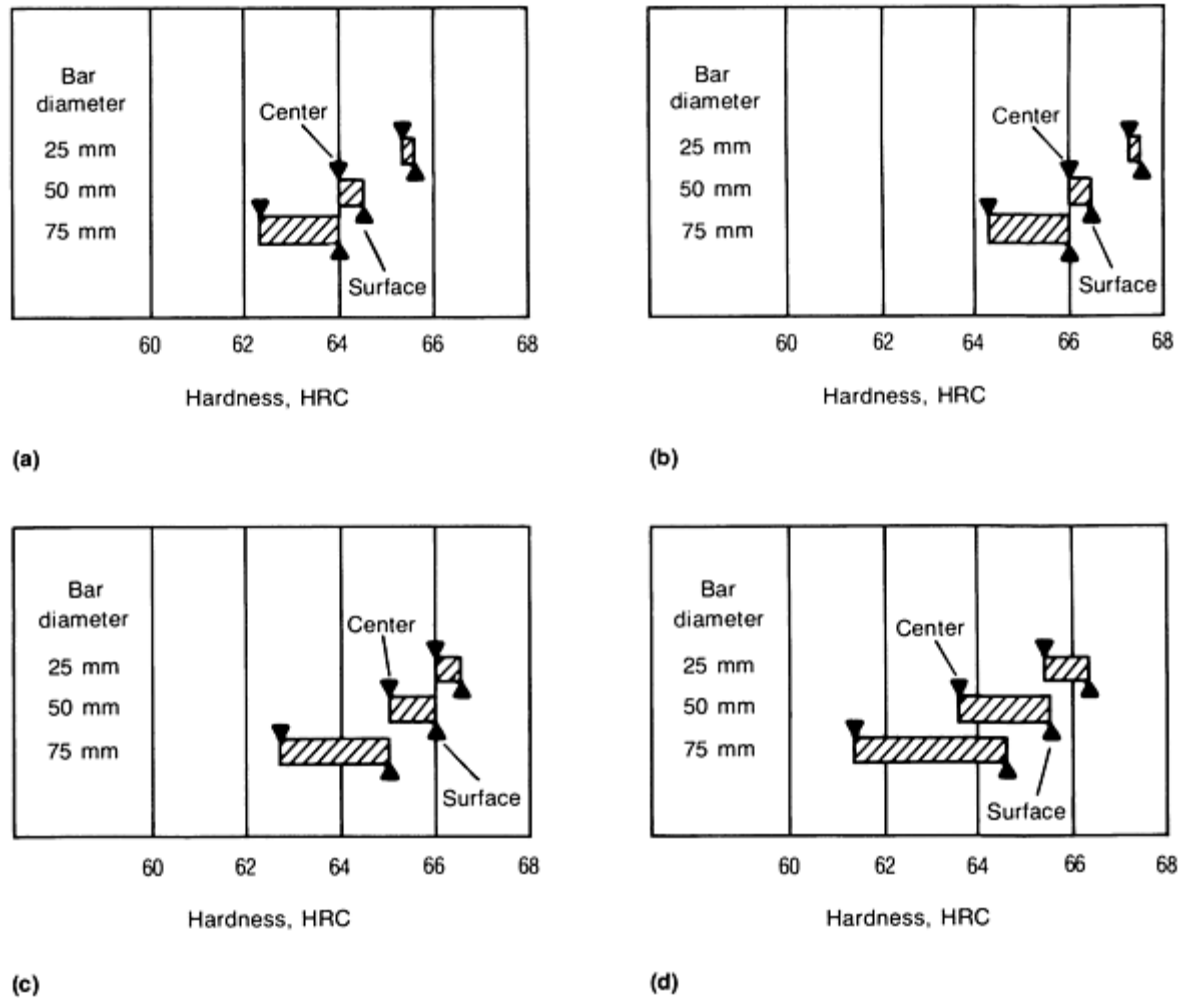 Bar
diameter
Center
25 mm
50 mm
75 mm
Surface
60 62 64 66 68
Hardness, HRC
(a)
Bar
diameter
Center
25 mm
50 mm
75 mm
Surface
60 62 64 66 68
Hardness, HRC
(b)
Bar
diameter
Center
25 mm
50 mm
75 mm
Surface
60 62 64 66 68
Hardness, HRC
(c)
Bar
diameter
Center
25 mm
50 mm
75 mm
Surface
60 62 64 66 68
Hardness, HRC
(d)